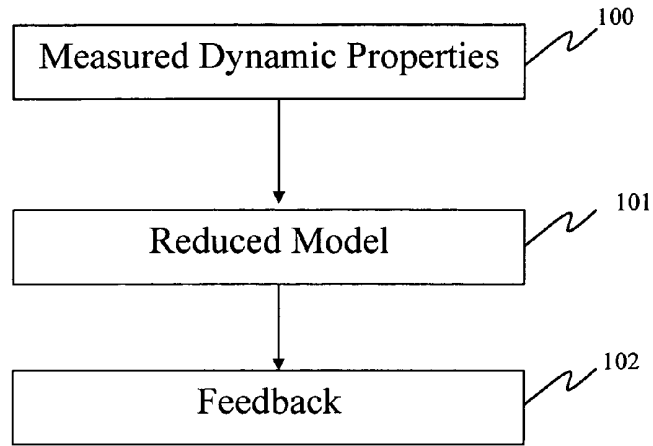 100
Measured Dynamic Properties
101
Reduced Model
102
Feedback